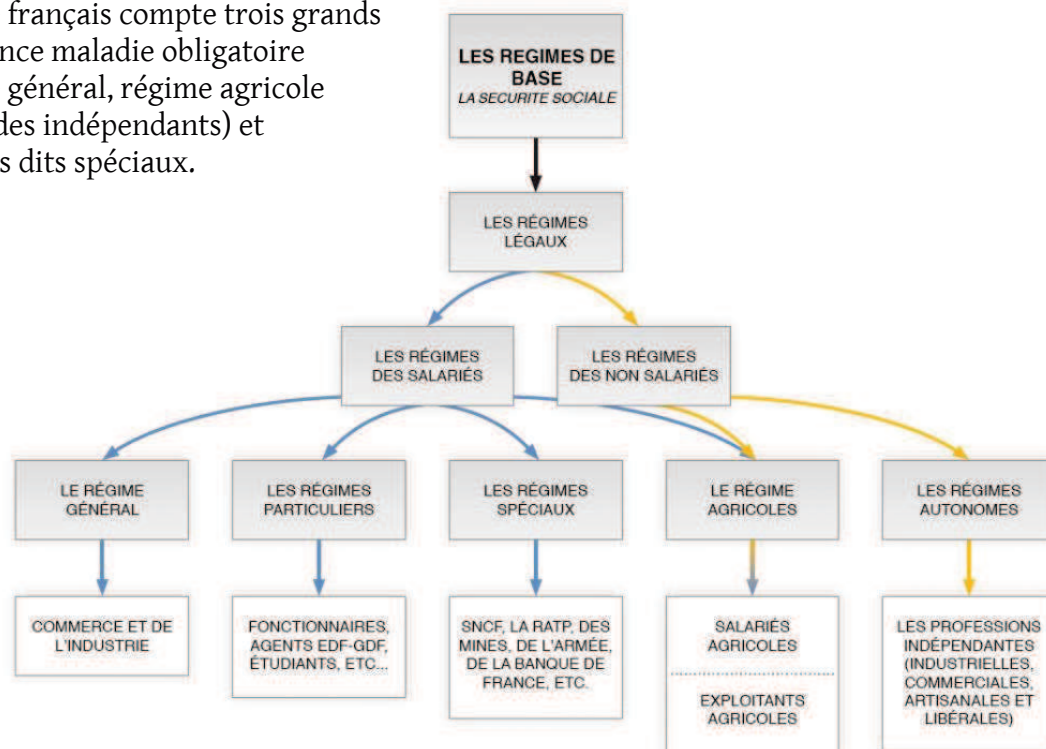 français compte trois grands
nce maladie obligatoire
général, régime agricole
des indépendants) et
s dits spéciaux.
LES REGIMES DE
BASE
LA SECURITE SOCIALE
LES RÉGIMES
LÉGAUX
LES RÉGIMES
DES SALARIÉS
LES RÉGIMES
DES NON SALARIÉS
LE RÉGIME
GÉNÉRAL
LES RÉGIMES
PARTICULIERS
LES RÉGIMES
SPÉCIAUX
LE RÉGIME
AGRICOLES
LES RÉGIMES
AUTONOMES
COMMERCE ET DE
L'INDUSTRIE
FONCTIONNAIRES,
AGENTS EDF-GDF,
ÉTUDIANTS, ETC...
SNCF, LA RATP, DES
MINES, DE L'ARMÉE,
DE LA BANQUE DE
FRANCE, ETC.
SALARIÉS
AGRICOLES
EXPLOITANTS
AGRICOLES
LES PROFESSIONS
INDÉPENDANTES
(INDUSTRIELLES,
COMMERCIALES,
ARTISANALES ET
LIBÉRALES)